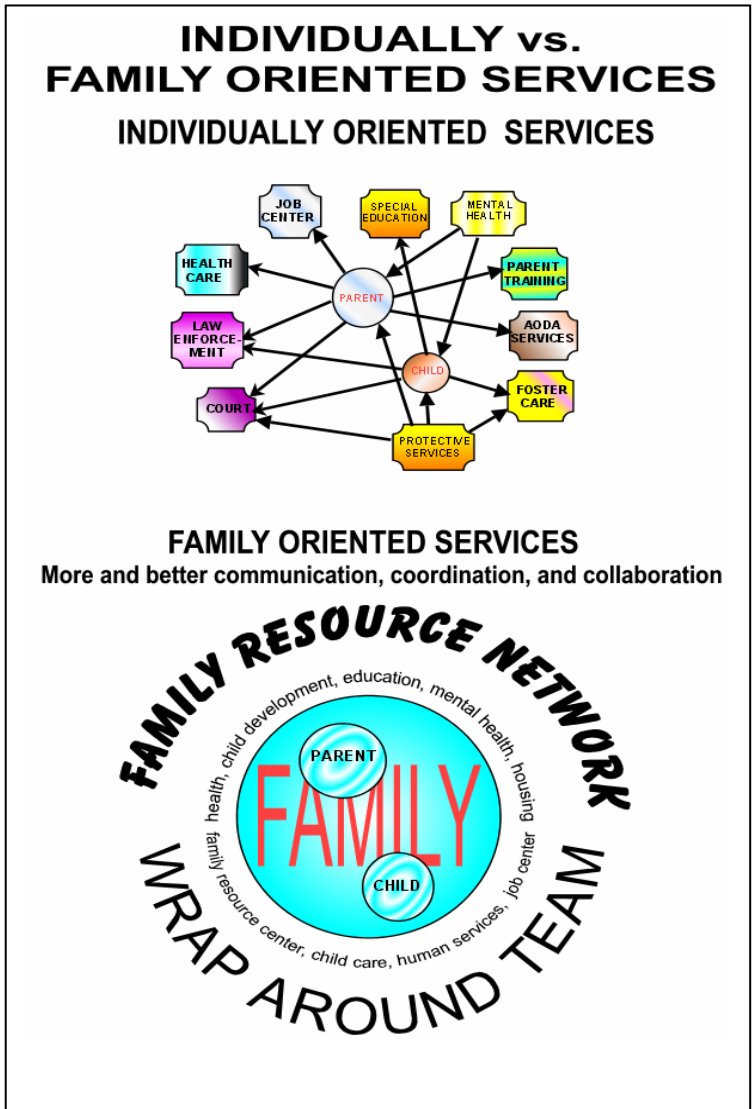 INDIVIDUALLY vs.
FAMILY ORIENTED SERVICES
INDIVIDUALLY ORIENTED SERVICES
JOB
CENTER
SPECIAL
EDUCATION
MENTAL
HEALTH
HEALTH
CARE
PARENT
TRAINING
PARENT
LAW
ENFORCE-
MENT
AODA
SERVICES
CHILD
FOSTER
CARE
COURT
PROTECTIVE
SERVICES
FAMILY ORIENTED SERVICES
More and better communication, coordination, and collaboration
FAMILY RESOURCE NETWORK
health, child development, education, mental health, housing
PARENT
FAMILY
CHILD
family resource center, child care, human services, job center
WRAP AROUND TEAM